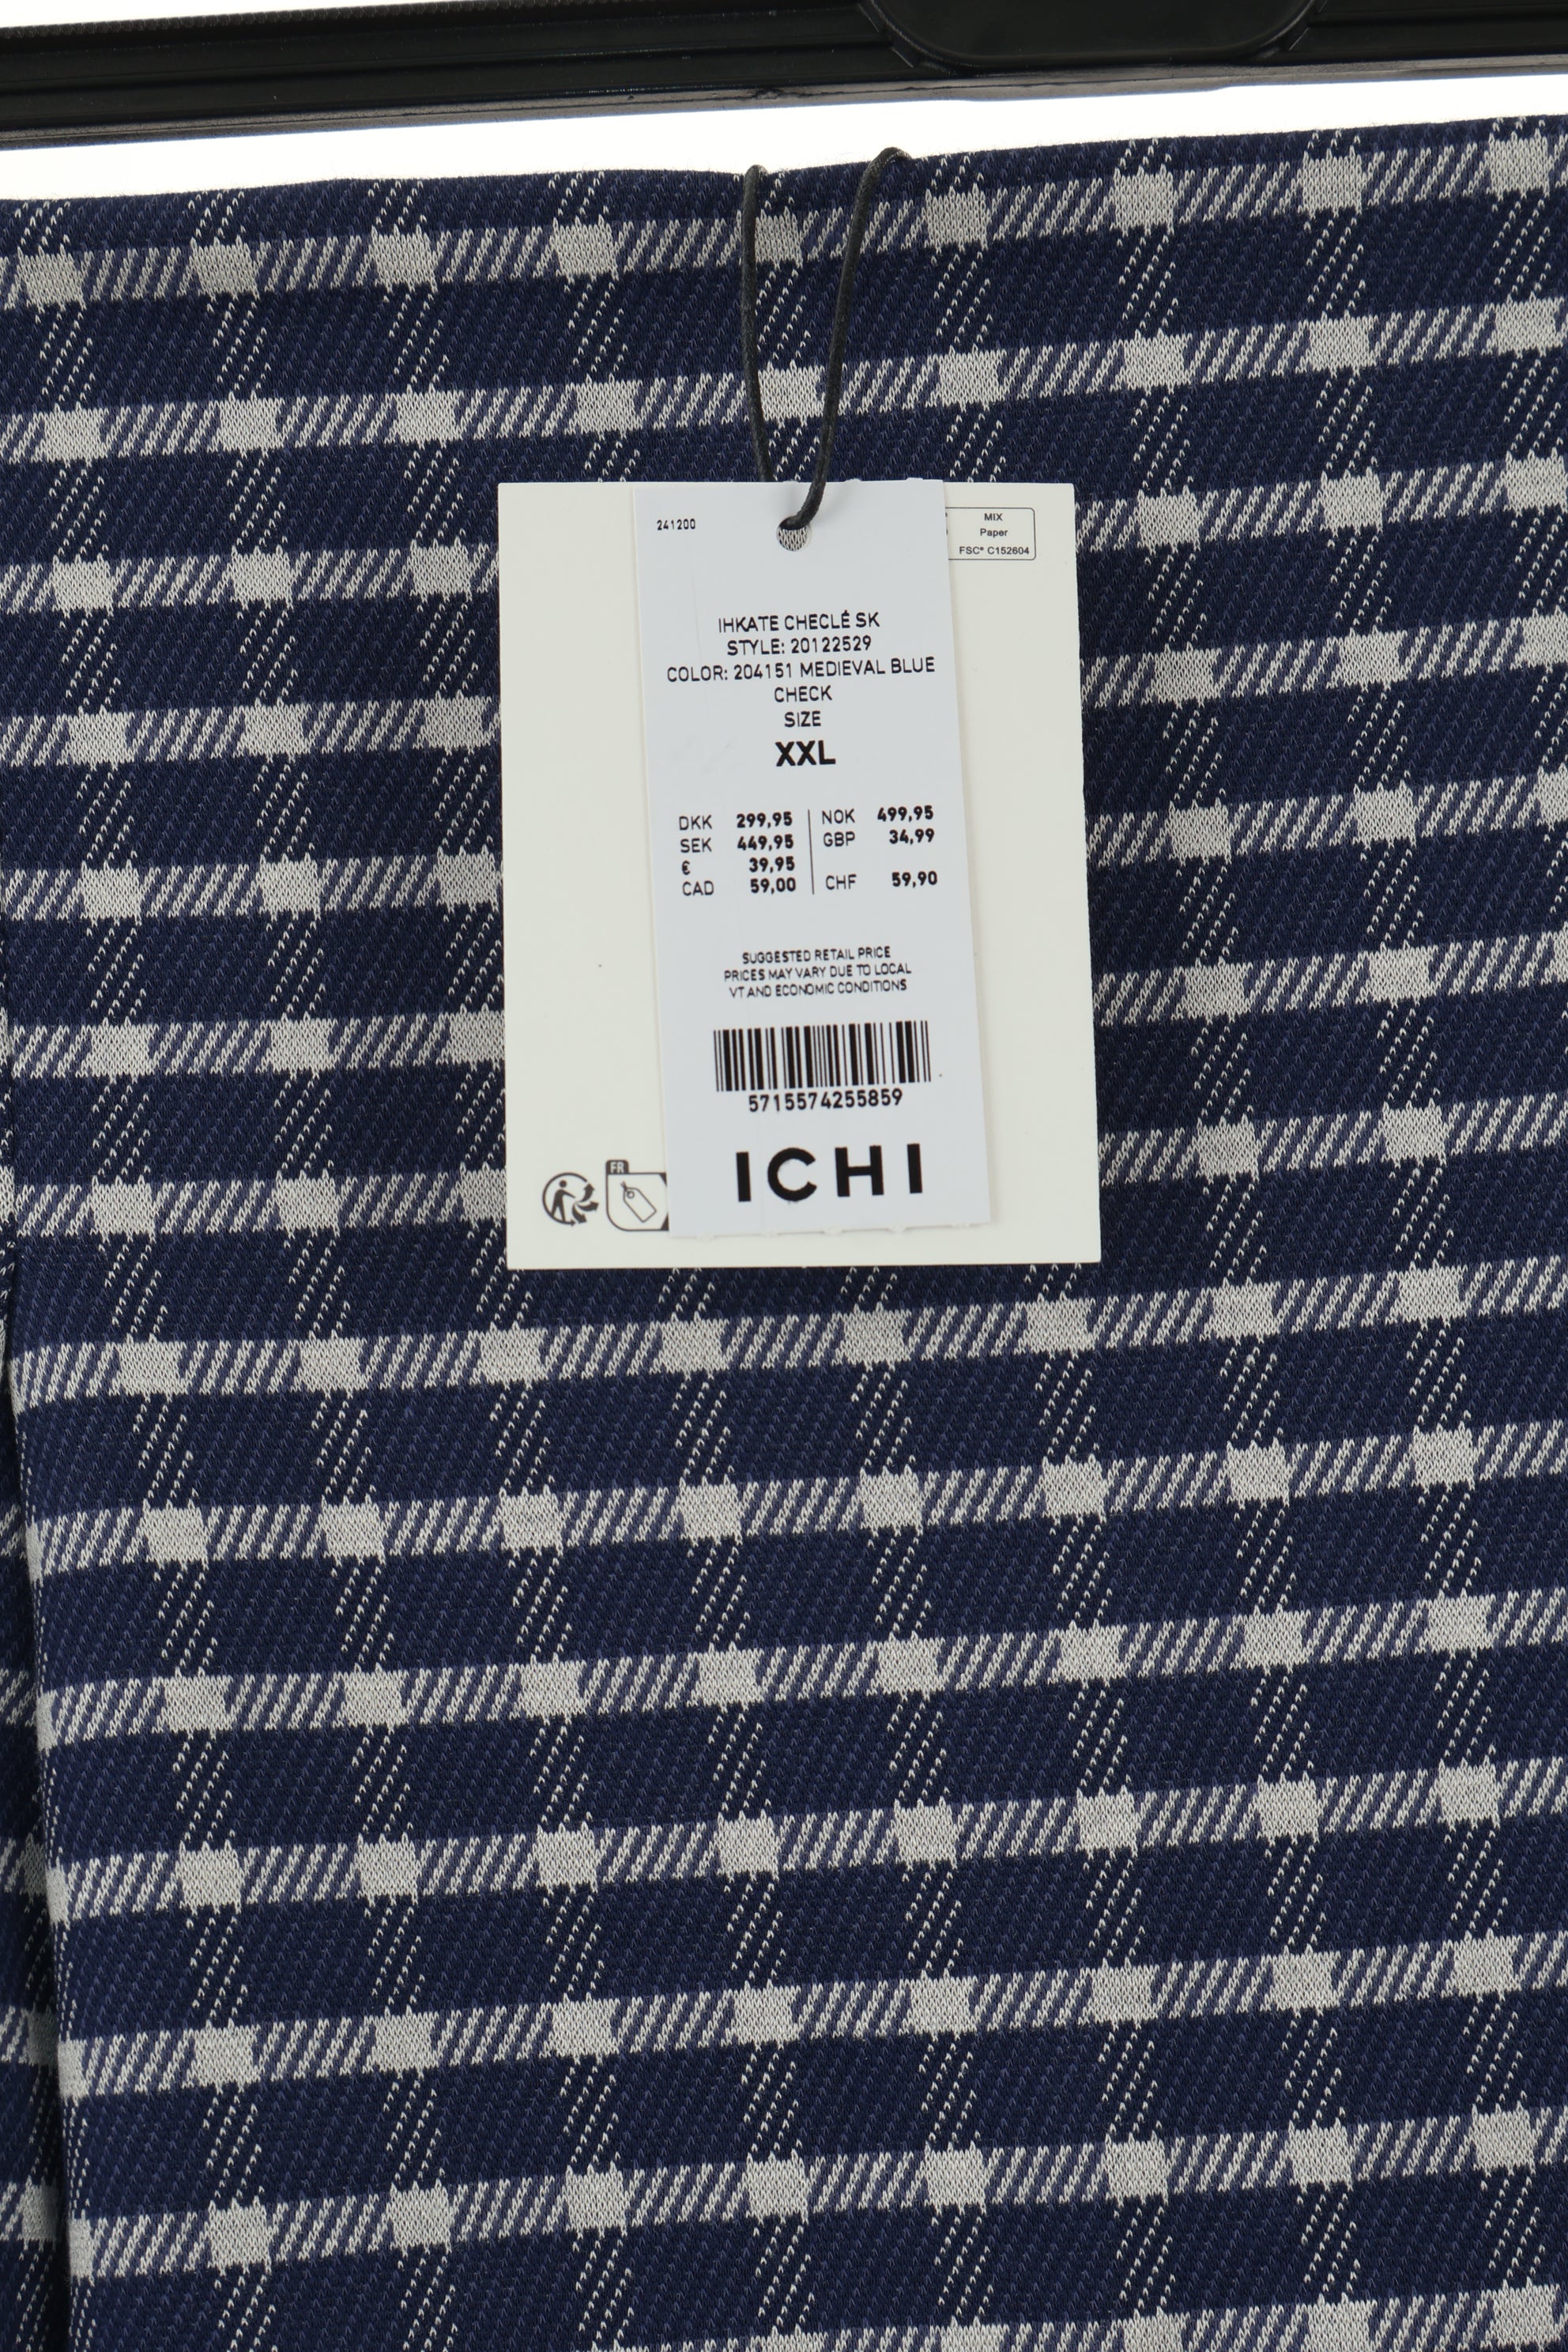 241200
MIX
Paper
FSC® C152604
IHKATE CHECLÉ SK
STYLE: 20122529
COLOR: 204151 MEDIEVAL BLUE
CHECK
SIZE
XXL
DKK 299,95 NOK 499,95
SEK 449,95 GBP 34,99
€ 39,95
CAD 59,00 CHF 59,90
SUGGESTED RETAIL PRICE
PRICES MAY VARY DUE TO LOCAL
VT AND ECONOMIC CONDITIONS
5715574255859
FR
ICHI